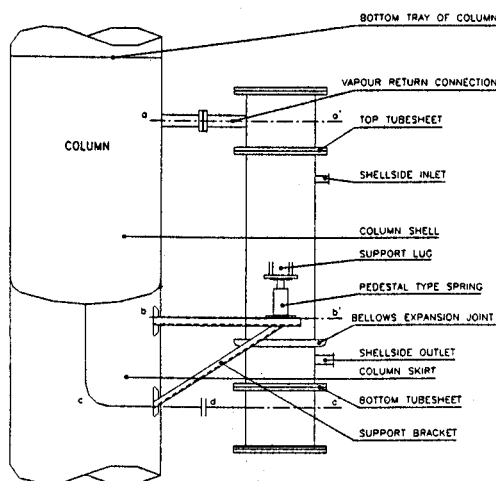 BOTTOM TRAY OF COLUMN
VAPOUR RETURN CONNECTION
a a'
TOP TUBESHEET
COLUMN
SHELLSIDE INLET
COLUMN SHELL
SUPPORT LUG
PEDESTAL TYPE SPRING
b b'
BELLOWS EXPANSION JOINT
SHELLSIDE OUTLET
COLUMN SKIRT
c d c'
BOTTOM TUBESHEET
SUPPORT BRACKET